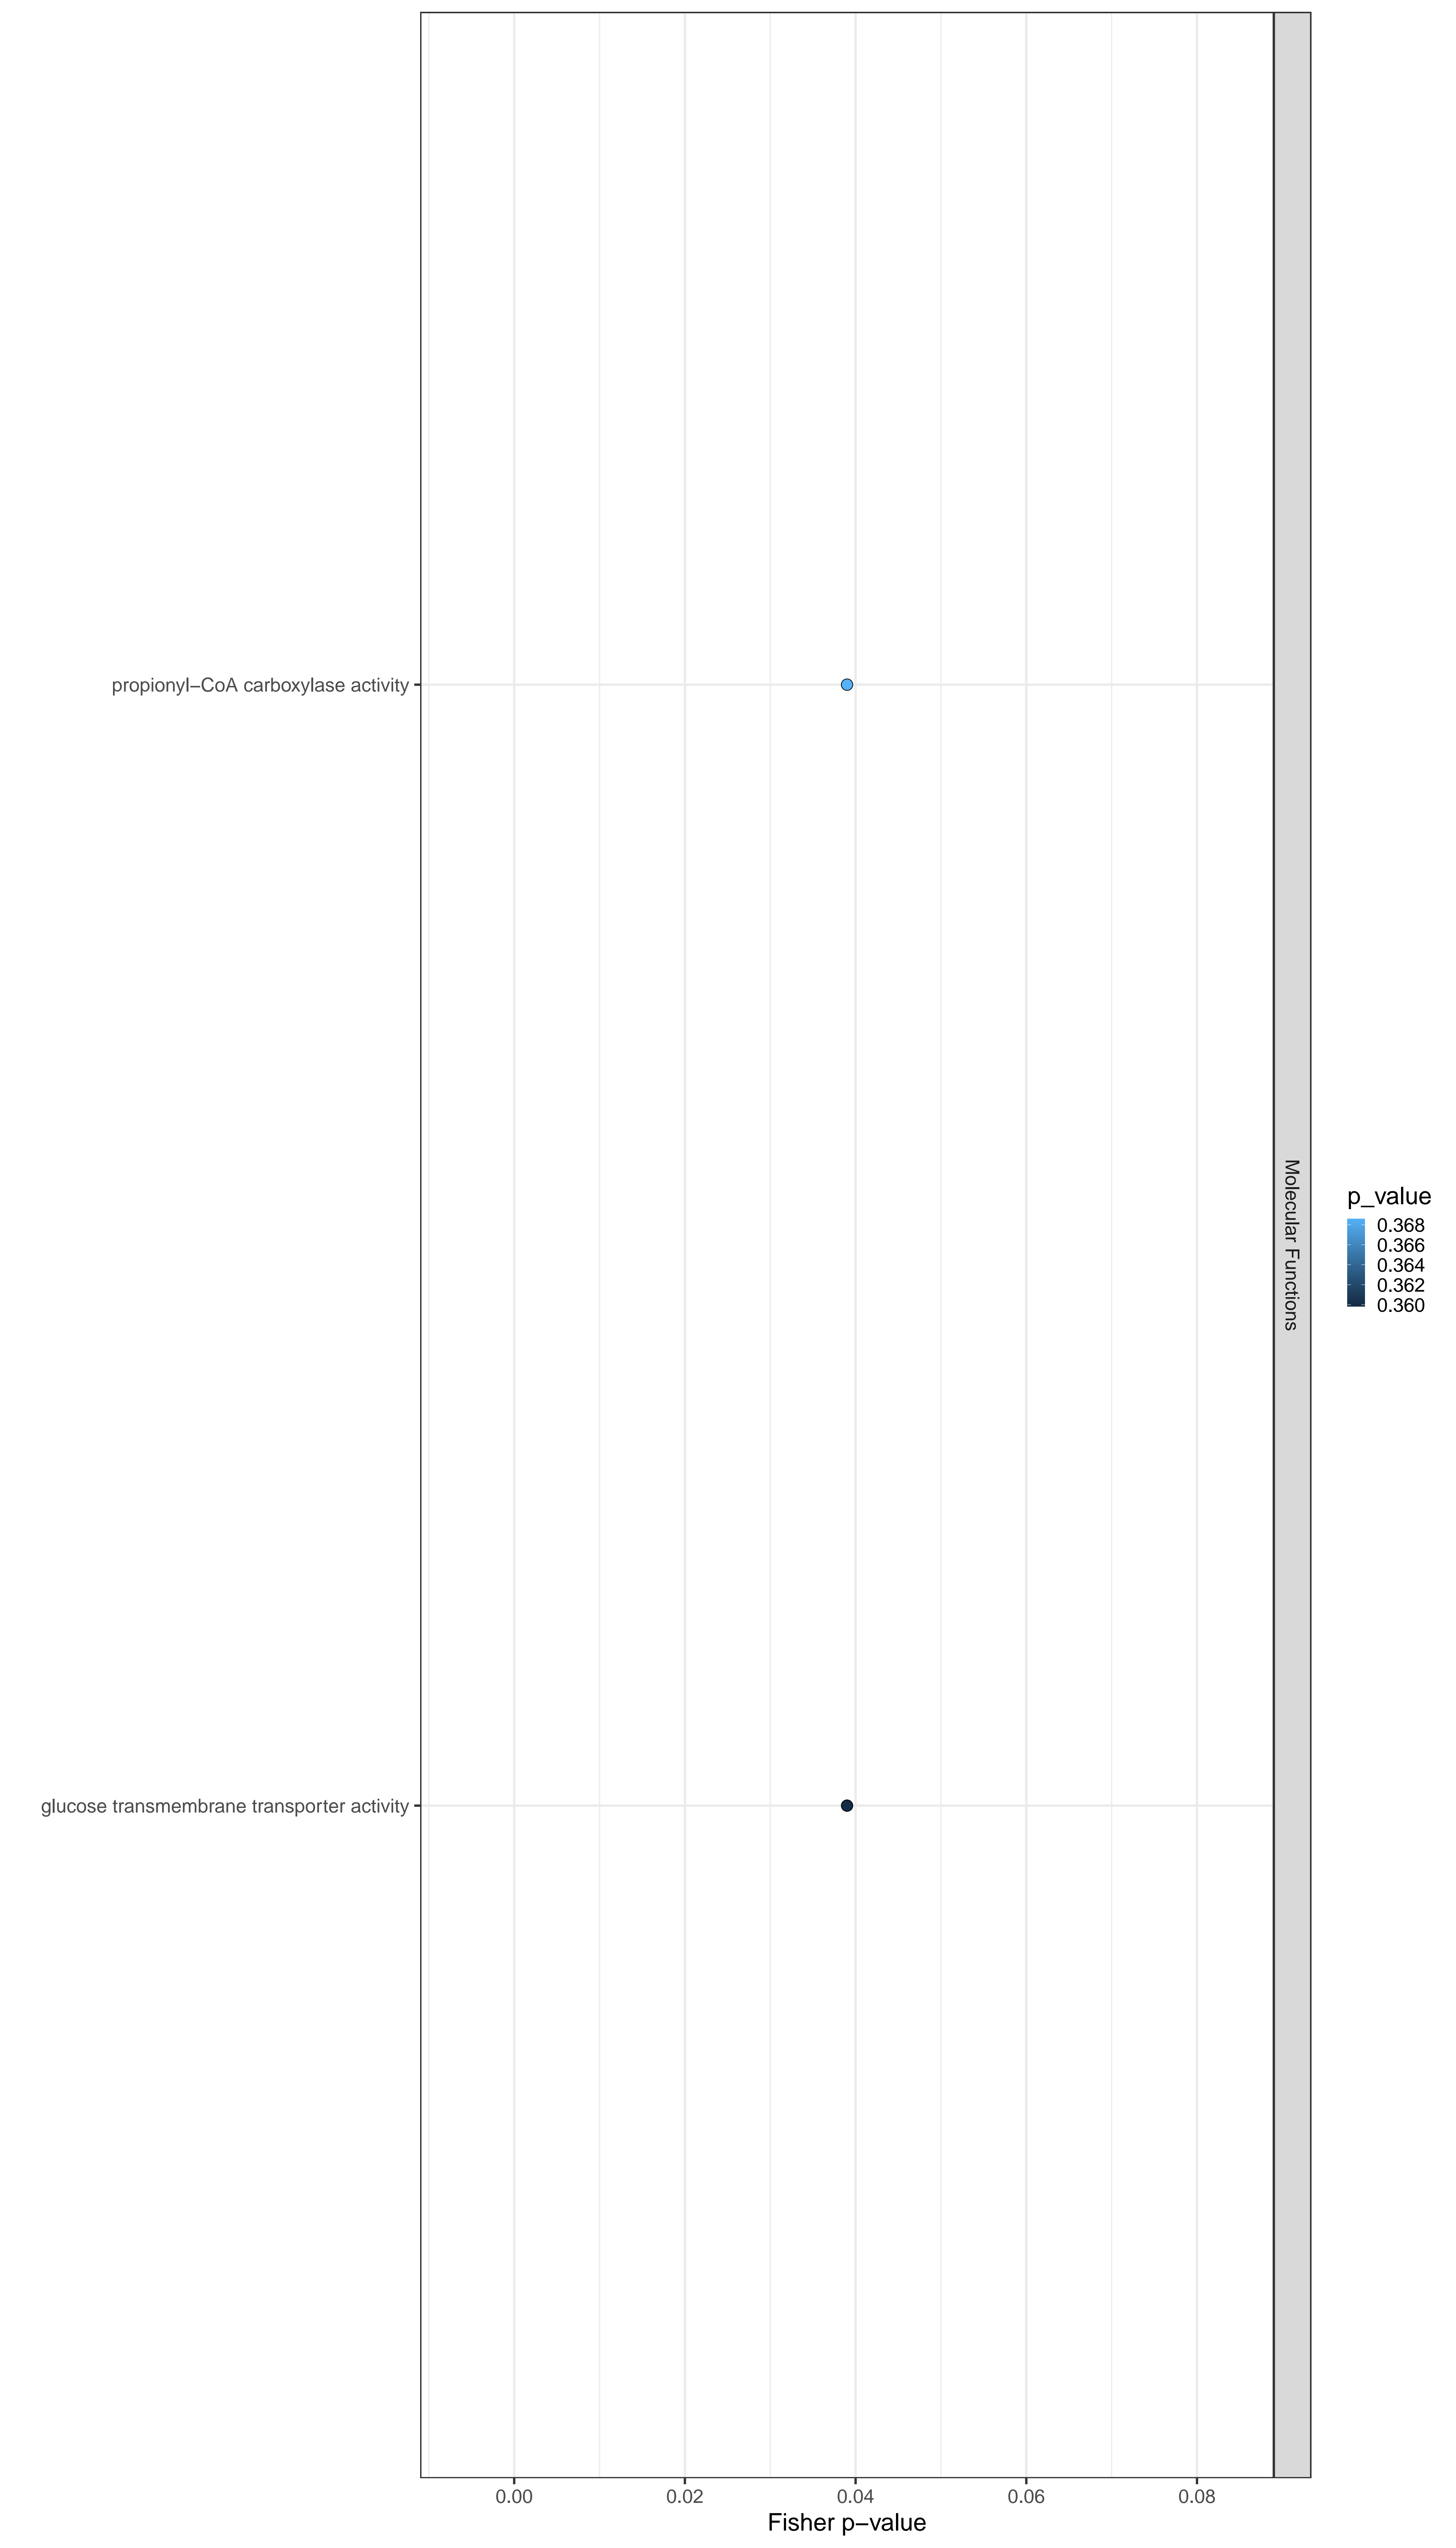 propionyl−CoA carboxylase activity
glucose transmembrane transporter activity
Molecular Functions
p_value
0.368
0.366
0.364
0.362
0.360
0.00
0.02
0.04
0.06
0.08
Fisher p−value